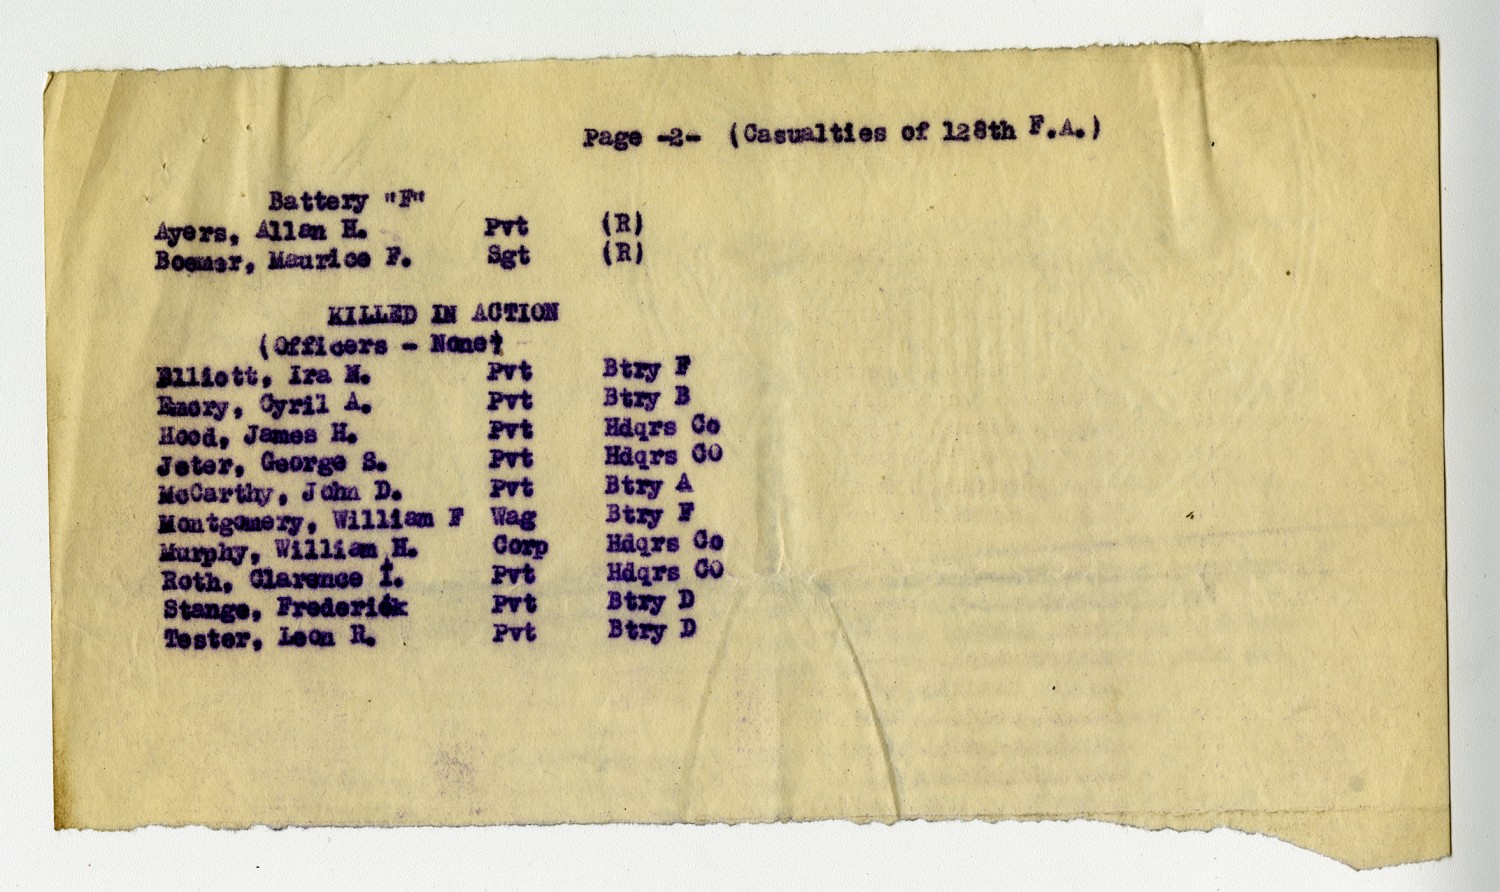 Page -2- (Casualties of 128th F.A.)
Battery "F"
Ayers, Allan H. Pvt (R)
Boemer, Maurice F. Sgt (R)
KILLED IN ACTION
(Officers - None)
Elliott, Ira M. Pvt Btry F
Emory, Cyril A. Pvt Btry B
Hood, James H. Pvt Hdqrs Co
Jeter, George S. Pvt Hdqrs CO
McCarthy, John D. Pvt Btry A
Montgomery, William F Wag Btry F
Murphy, William H. Corp Hdqrs Co
Roth, Clarence I. Pvt Hdqrs CO
Stange, Frederick Pvt Btry D
Tester, Leon R. Pvt Btry D